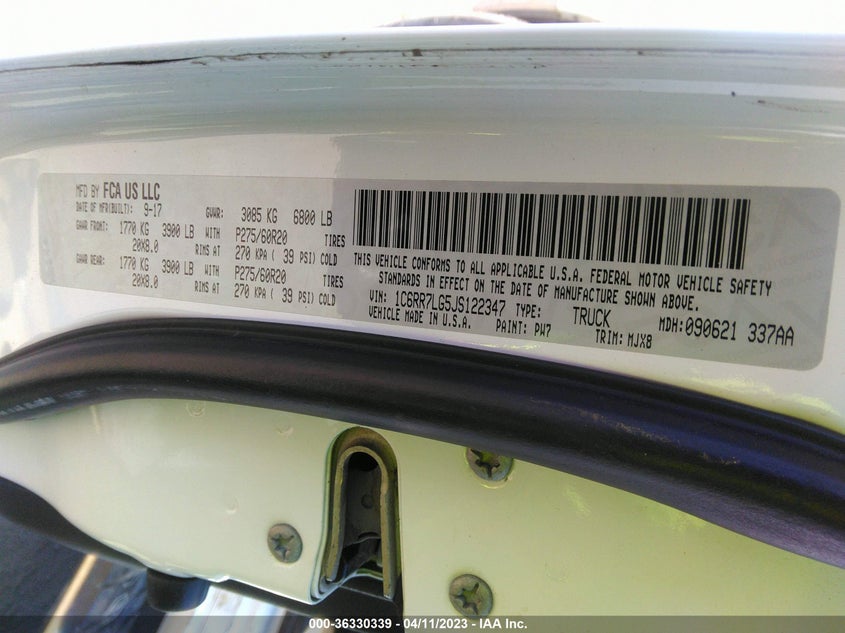 MFD BY FCA US LLC
DATE OF MFR(BUILT): 9-17 GVWR: 3085 KG 6800 LB
GAWR FRONT: 1770 KG 3900 LB WITH P275/60R20 TIRES
20X8.0 RIMS AT 270 KPA ( 39 PSI) COLD
GAWR REAR: 1770 KG 3900 LB WITH P275/60R20 TIRES
20X8.0 RIMS AT 270 KPA ( 39 PSI) COLD
THIS VEHICLE CONFORMS TO ALL APPLICABLE U.S.A. FEDERAL MOTOR VEHICLE SAFETY
STANDARDS IN EFFECT ON THE DATE OF MANUFACTURE SHOWN ABOVE.
VIN: 1C6RR7LG5JS122347 TYPE: TRUCK MDH:090621 337AA
VEHICLE MADE IN U.S.A. PAINT: PW7 TRIM: MJX8
000-36330339 - 04/11/2023 - IAA Inc.